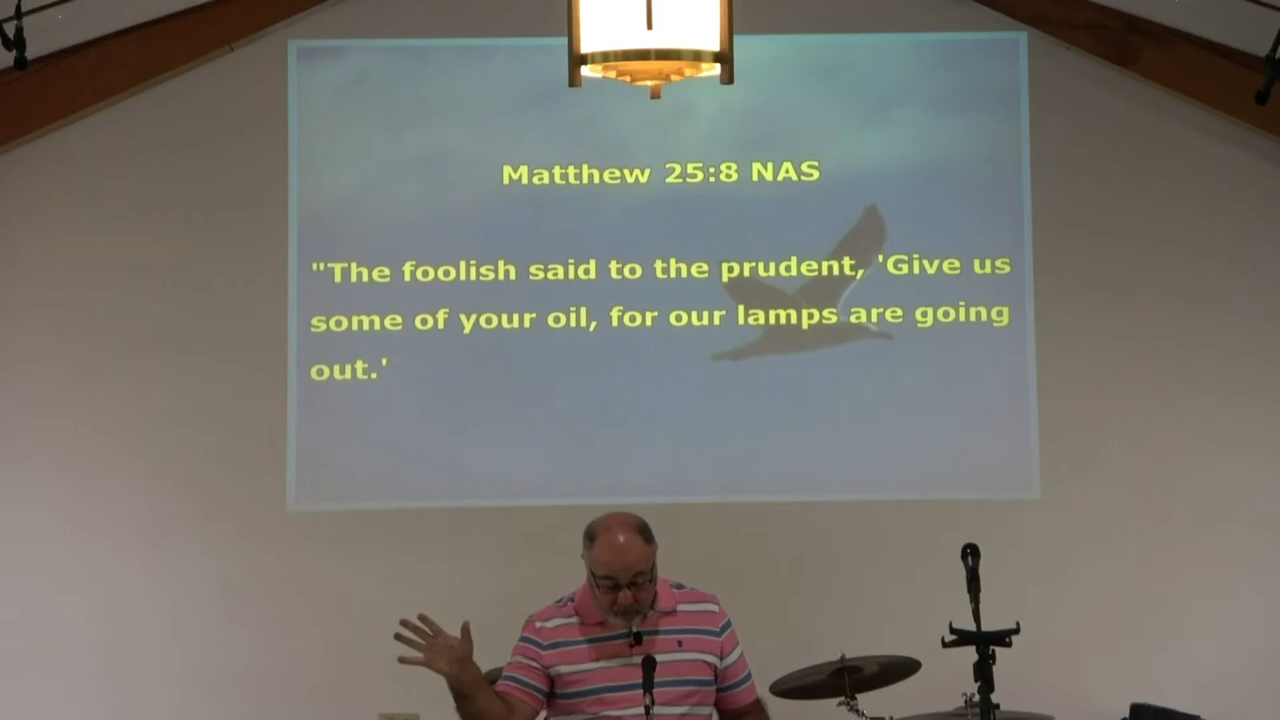 Matthew 25:8 NAS
"The foolish said to the prudent, 'Give us
some of your oil, for our lamps are going
out.'